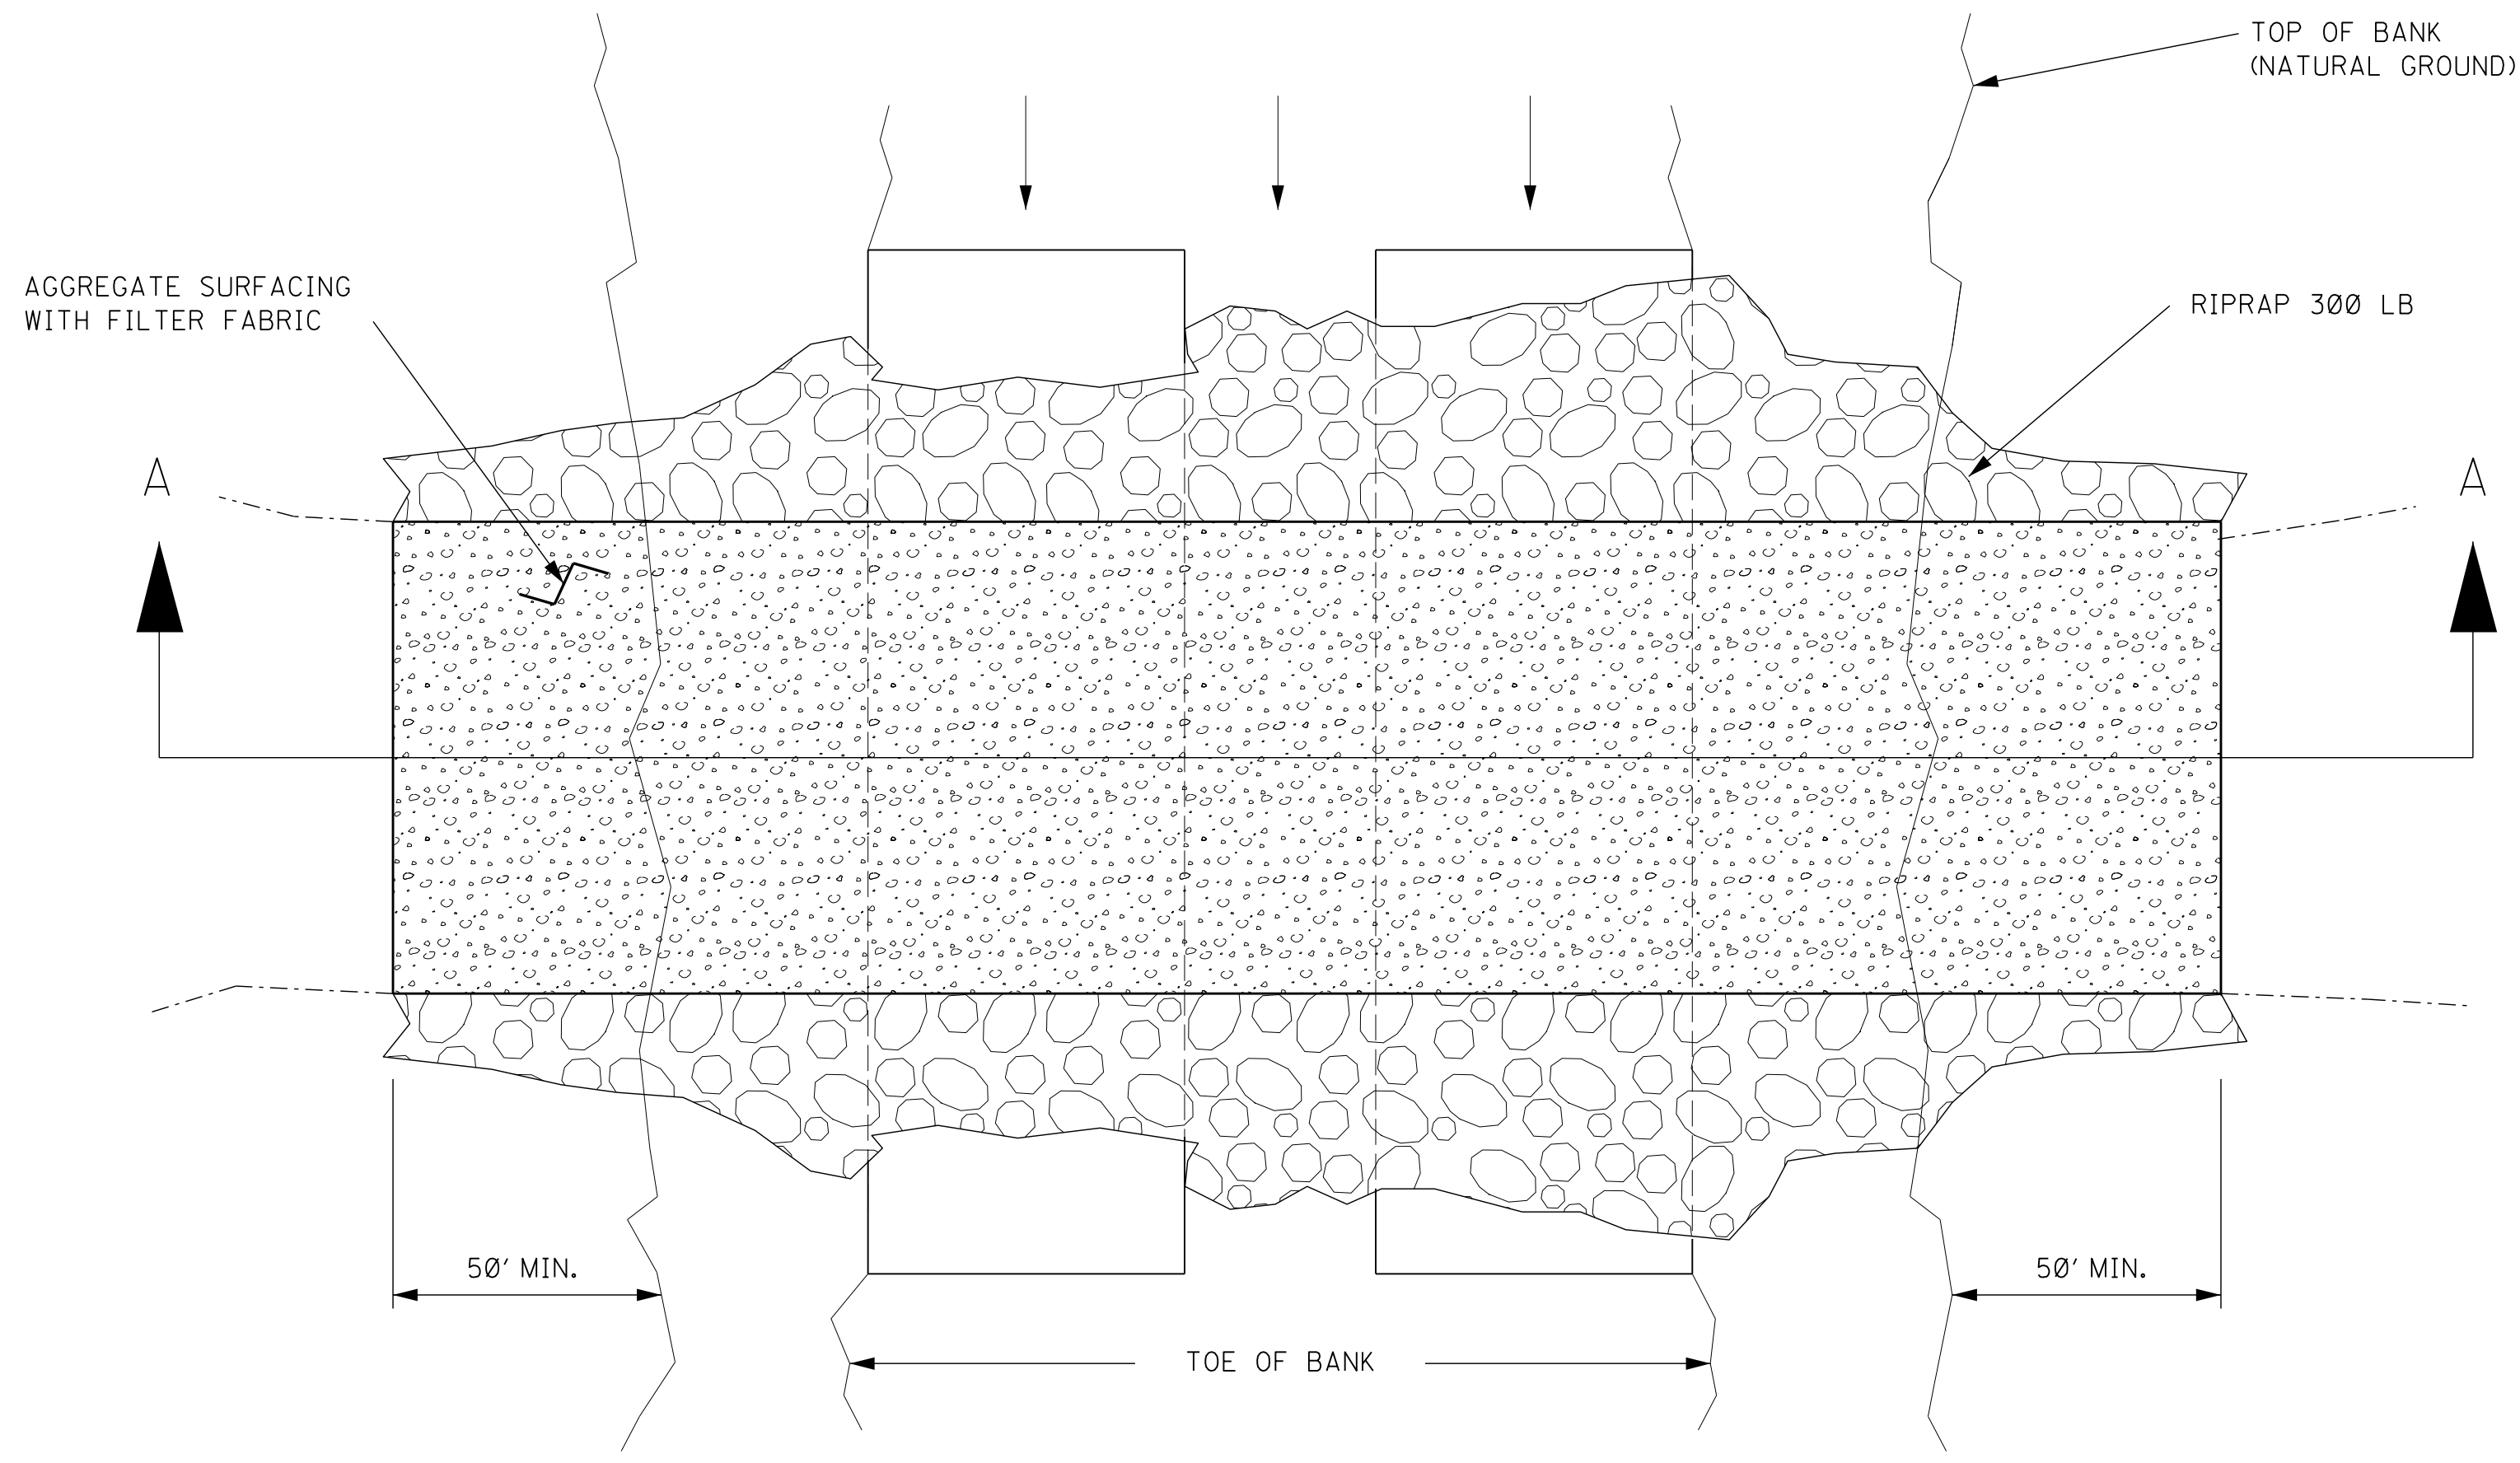 TOP OF BANK
(NATURAL GROUND)
AGGREGATE SURFACING
WITH FILTER FABRIC
RIPRAP 300 LB
A
A
50' MIN.
50' MIN.
TOE OF BANK